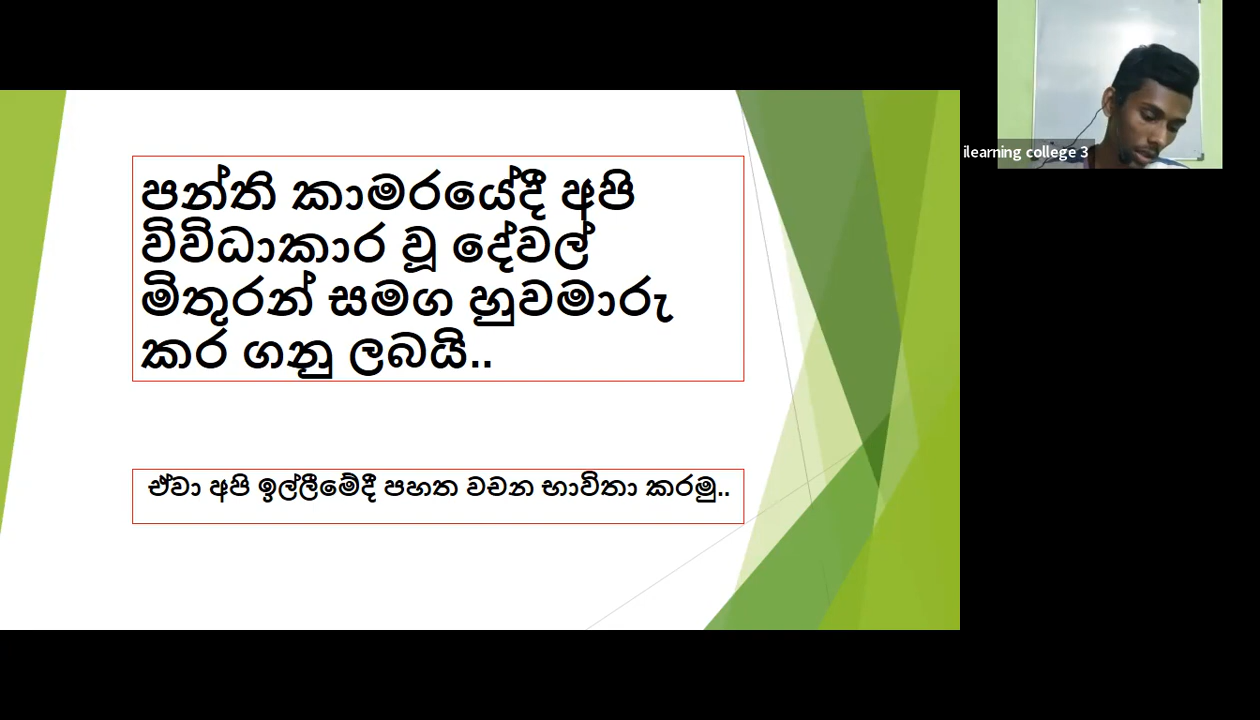 පන්ති කාමරයේදී අපි
විවිධාකාර වූ දේවල්
මිතුරන් සමග හුවමාරු
කර ගනු ලබයි..
ඒවා අපි ඉල්ලීමේදී පහත වචන භාවිතා කරමු..
ilearning college 3